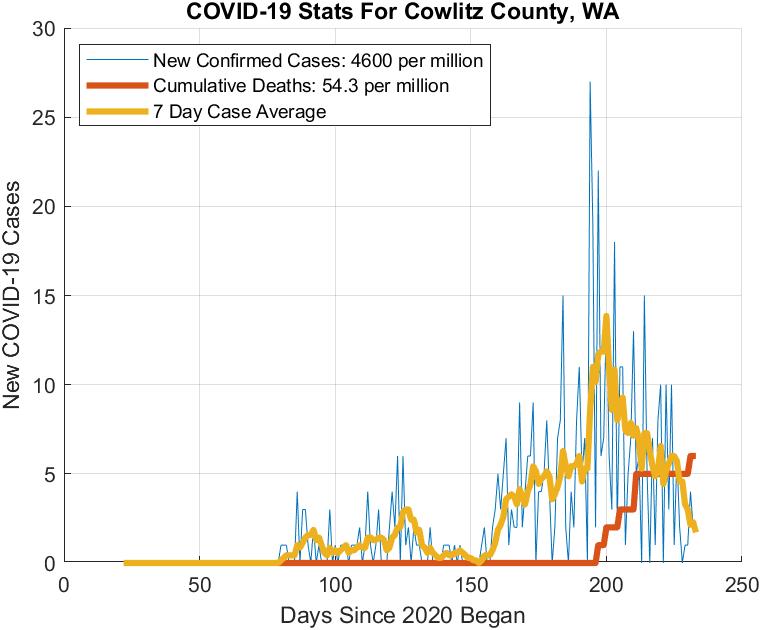 COVID-19 Stats For Cowlitz County, WA
New Confirmed Cases: 4600 per million
Cumulative Deaths: 54.3 per million
7 Day Case Average
New COVID-19 Cases
30
25
20
15
10
5
0
0 50 100 150 200 250
Days Since 2020 Began